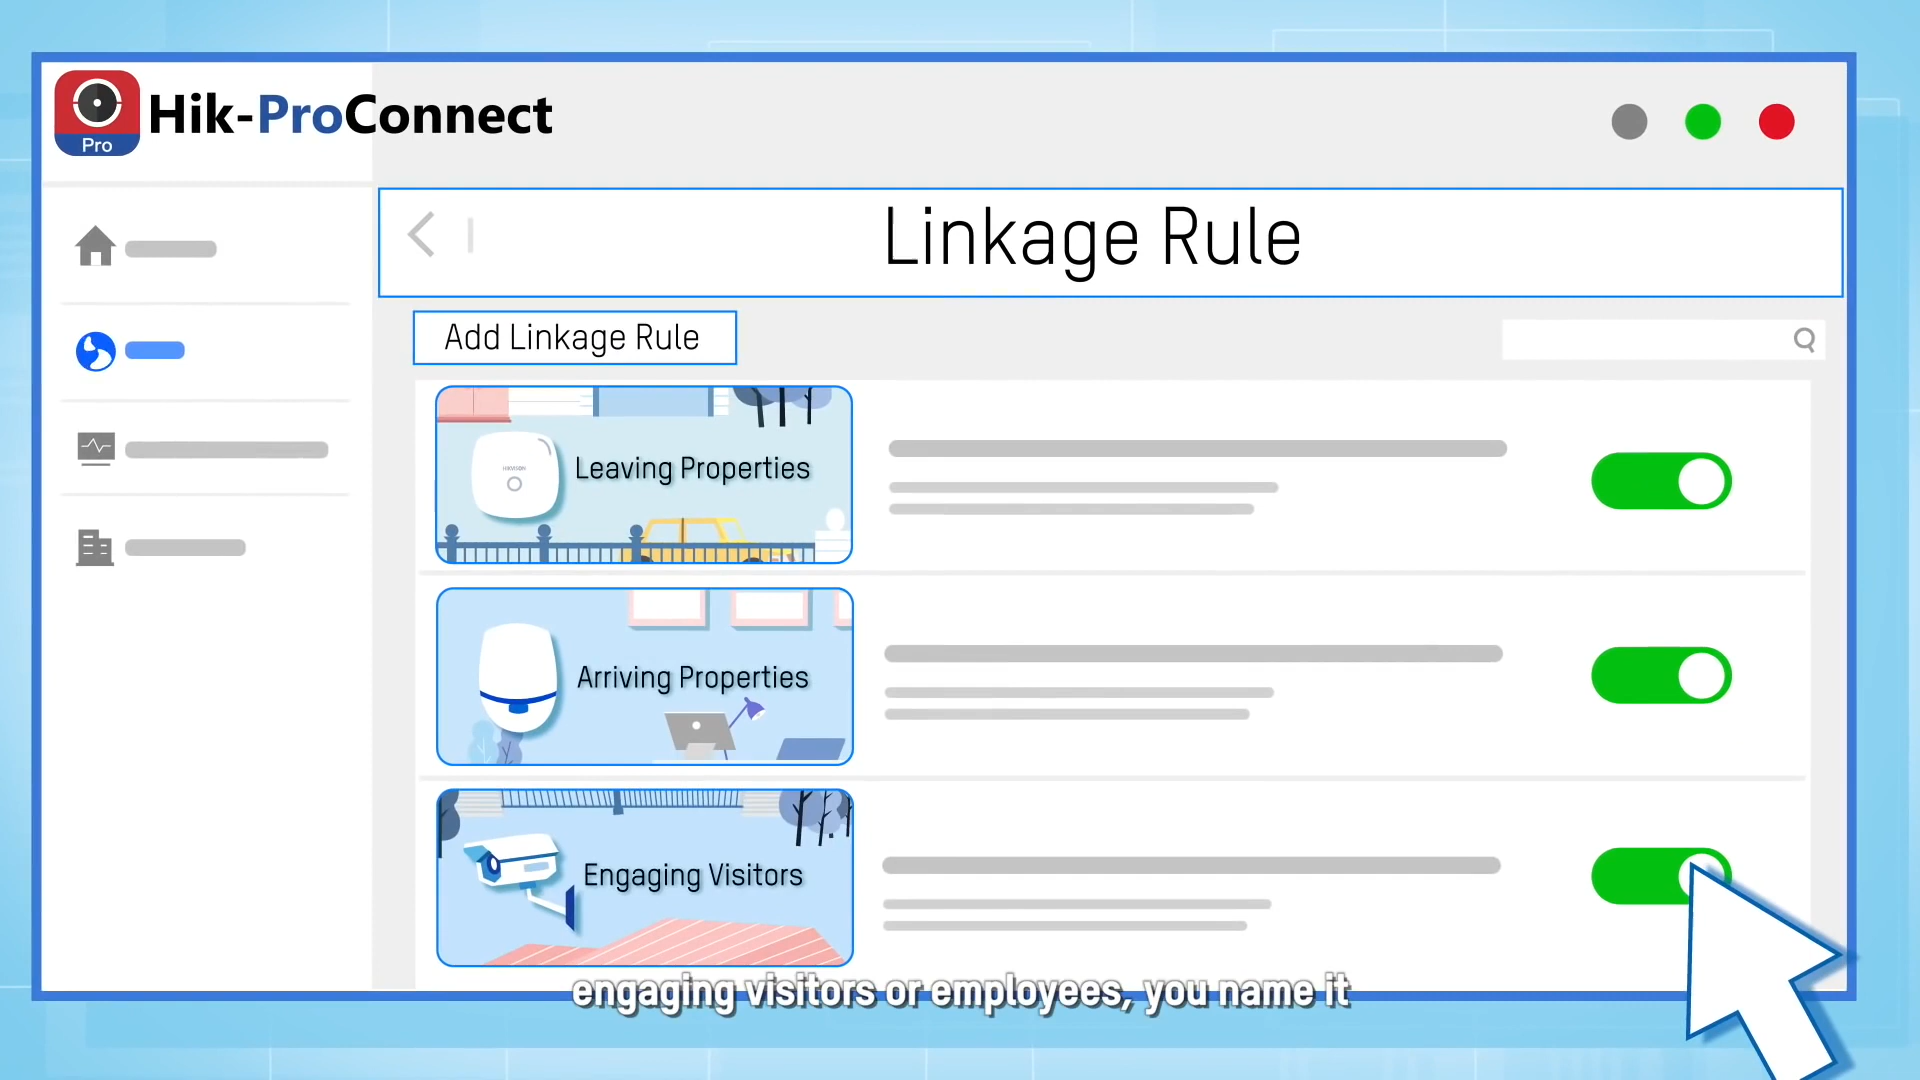 Hik-ProConnect
Pro
Linkage Rule
Add Linkage Rule
HIKVISION
Leaving Properties
Arriving Properties
Engaging Visitors
engaging visitors or employees, you name it